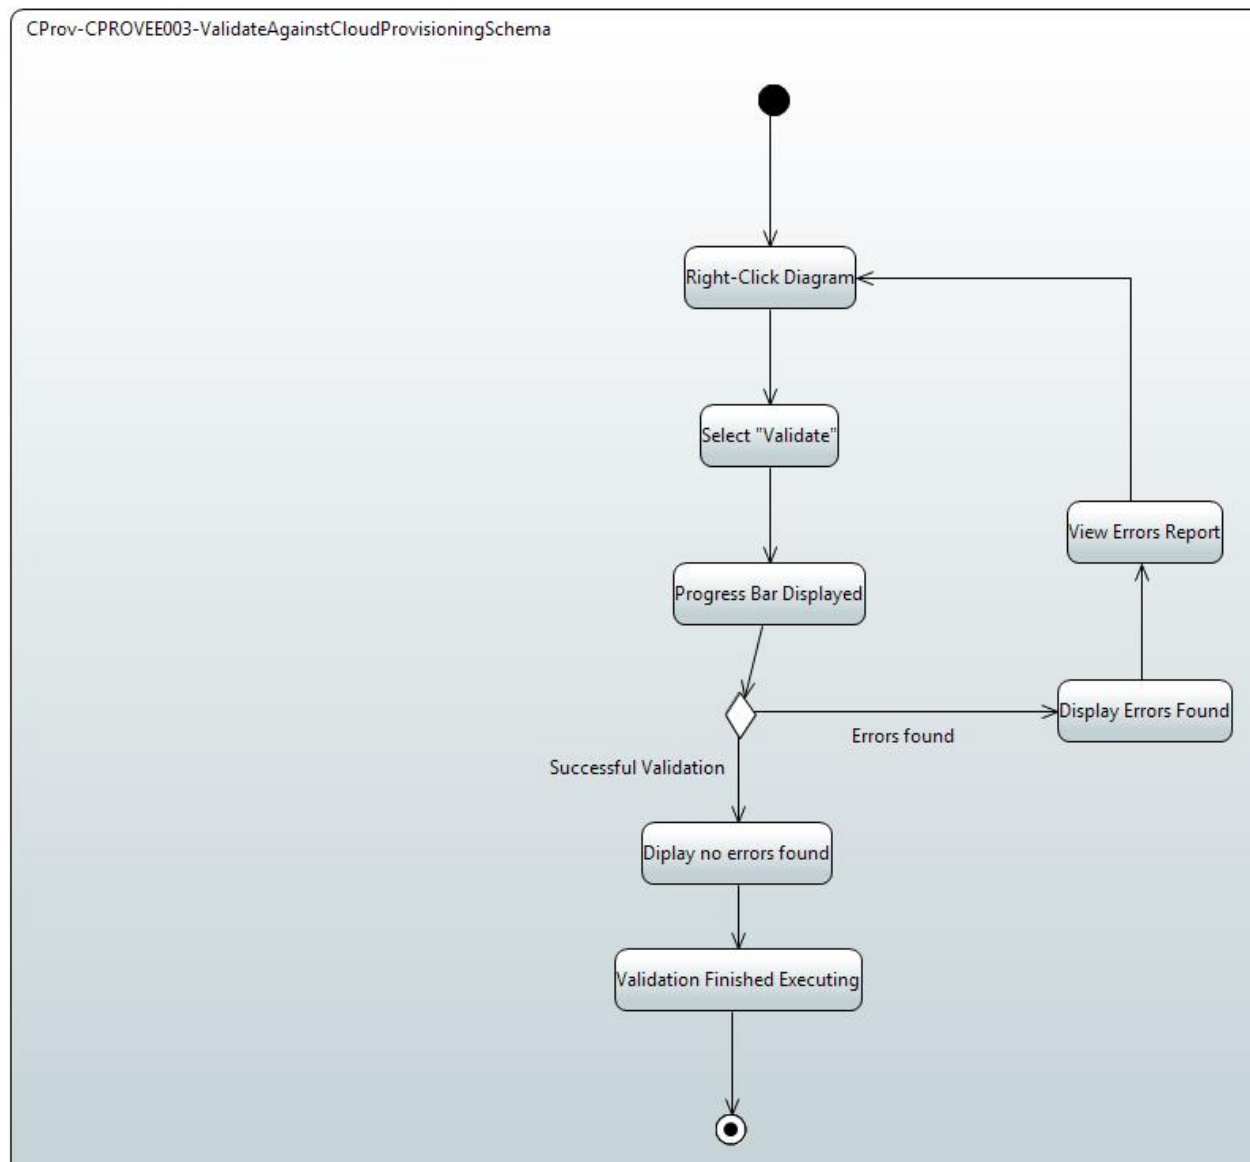 CProv-CPROVEE003-ValidateAgainstCloudProvisioningSchema
Right-Click Diagram
Select "Validate"
View Errors Report
Progress Bar Displayed
Display Errors Found
Errors found
Successful Validation
Diplay no errors found
Validation Finished Executing